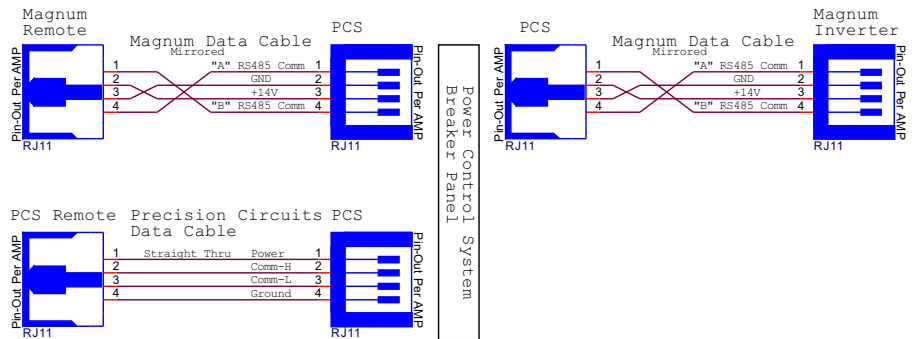 Magnum
Remote
Magnum Data Cable
Mirrored
PCS
Pin-Out Per AMP
1
2
3
4
"A" RS485 Comm 1
GND 2
+14V 3
"B" RS485 Comm 4
Pin-Out Per AMP
RJ11
RJ11
Power Control System
Breaker Panel
PCS
Magnum Data Cable
Mirrored
Magnum
Inverter
Pin-Out Per AMP
1
2
3
4
"A" RS485 Comm 1
GND 2
+14V 3
"B" RS485 Comm 4
Pin-Out Per AMP
RJ11
RJ11
PCS Remote
Precision Circuits
Data Cable
PCS
Pin-Out Per AMP
1 Straight Thru Power 1
2 Comm-H 2
3 Comm-L 3
4 Ground 4
Pin-Out Per AMP
RJ11
RJ11